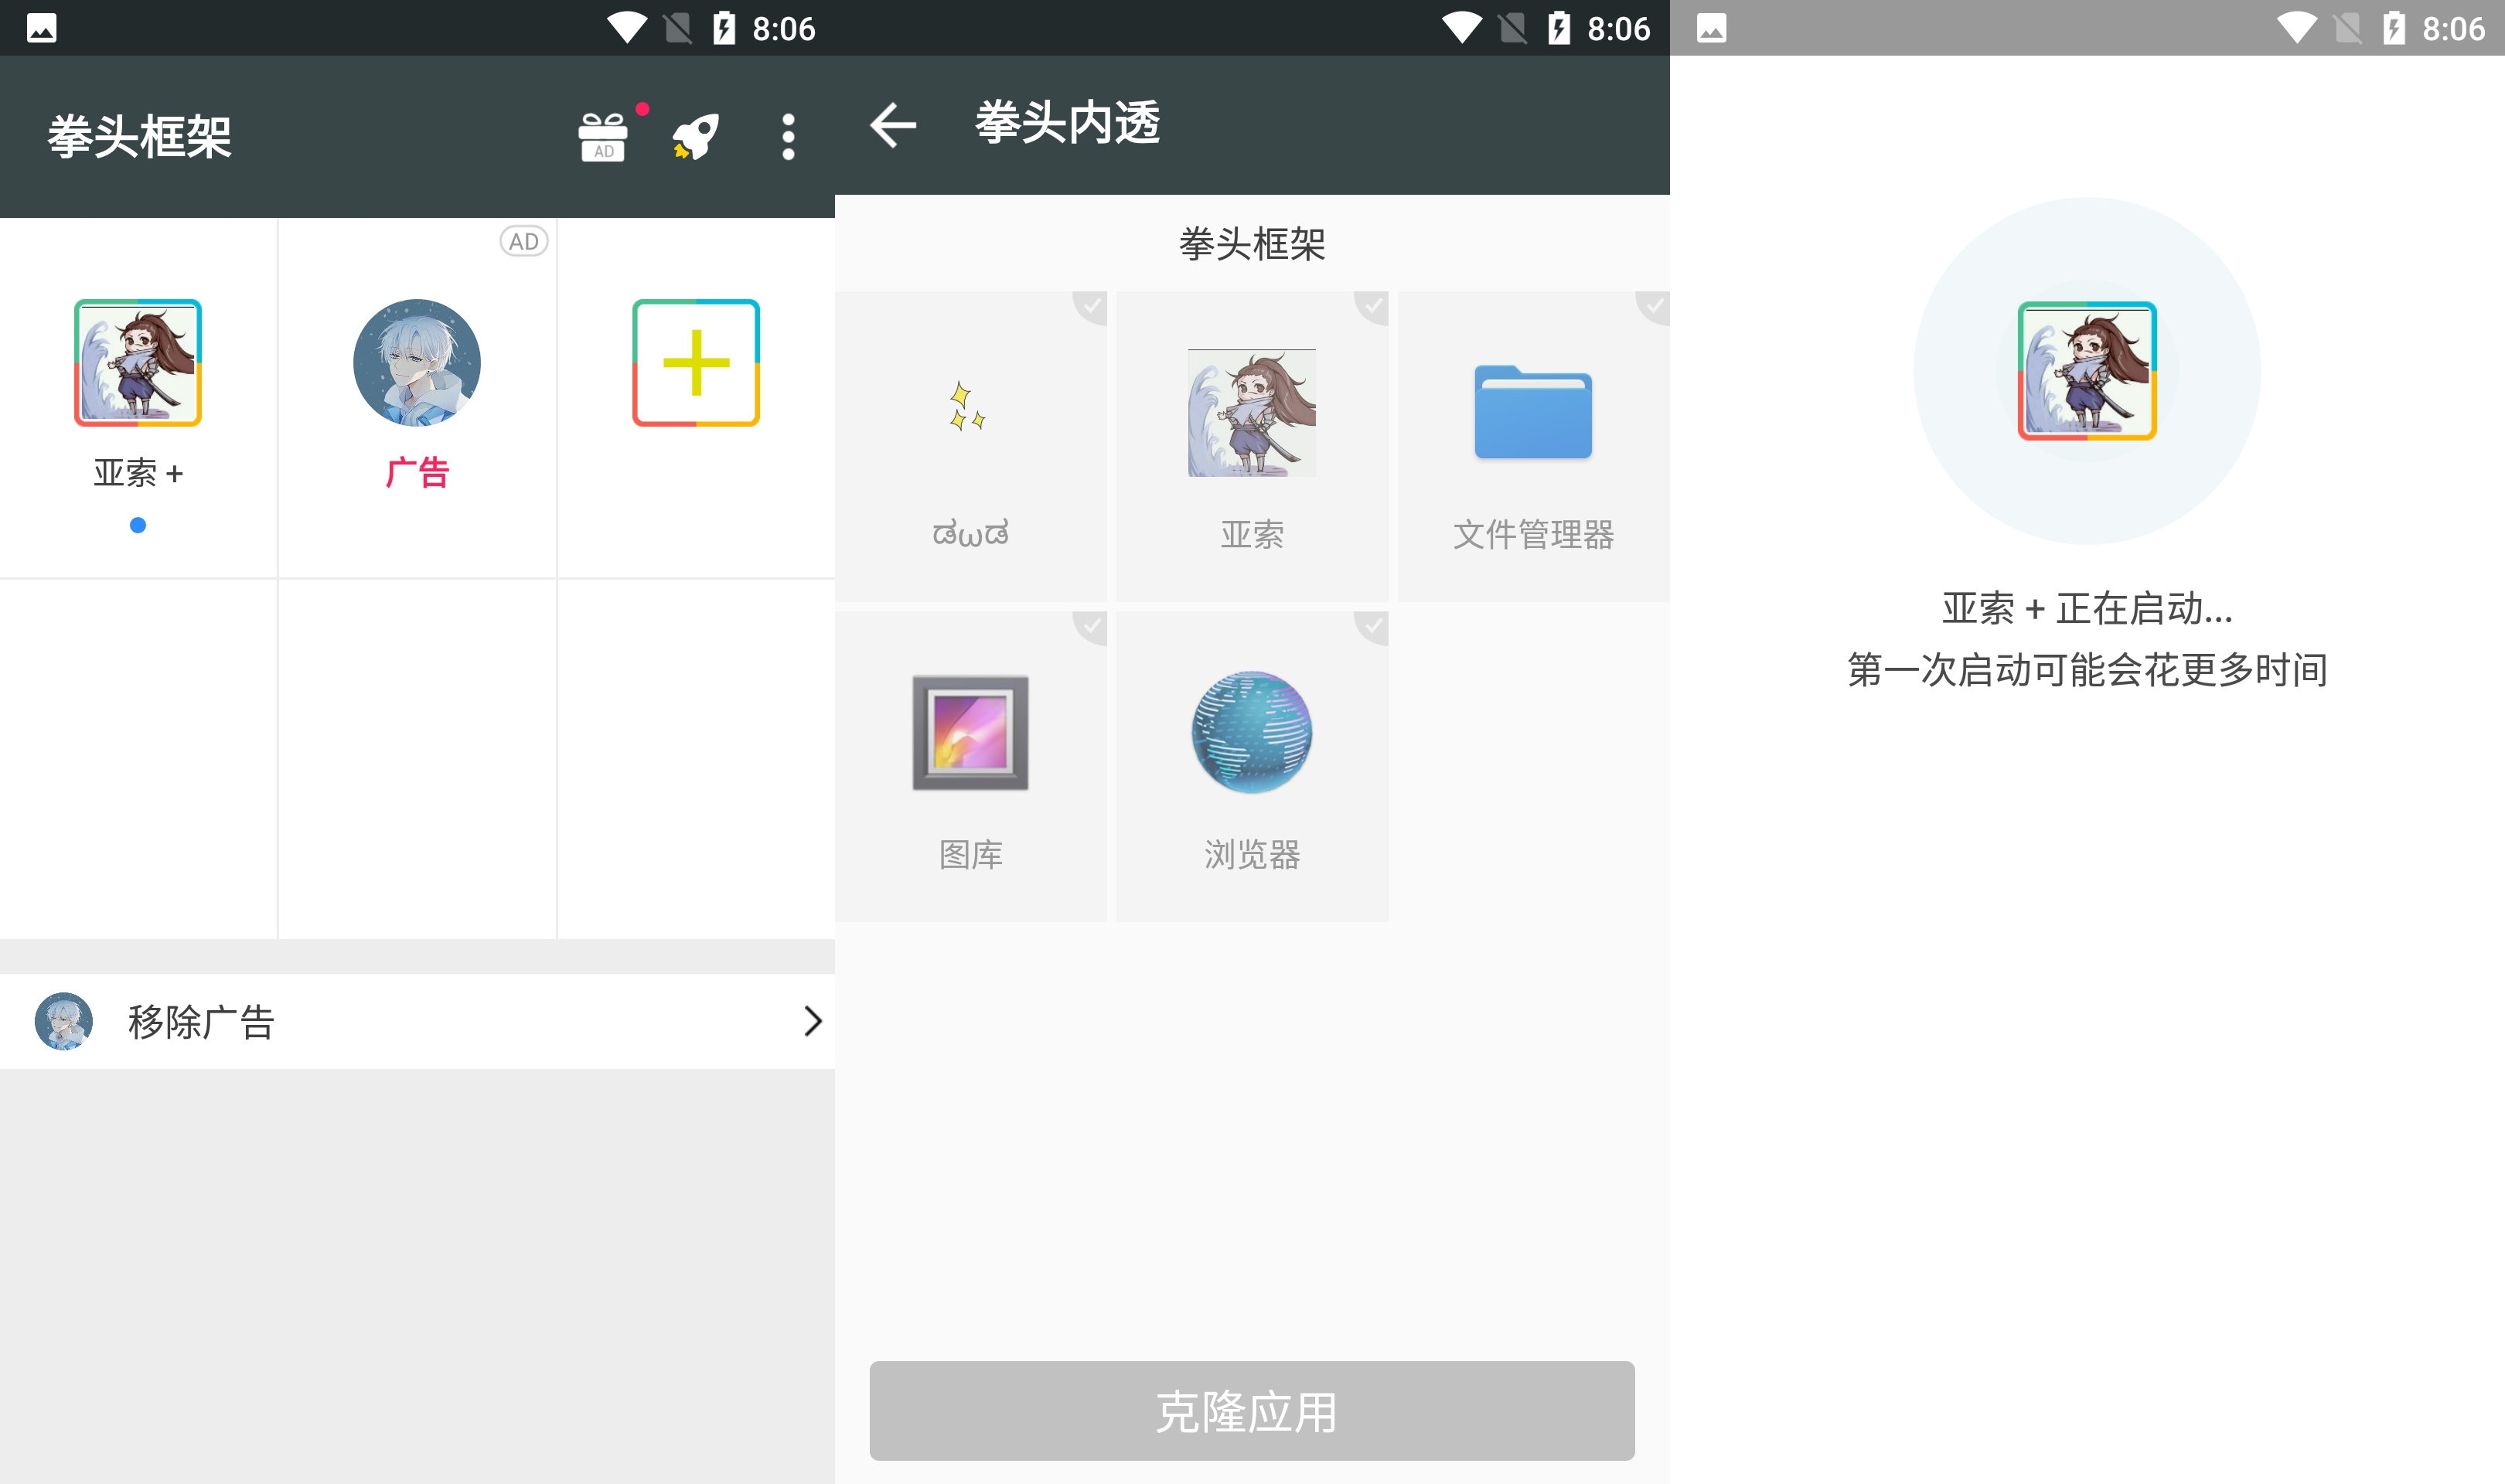 8:06
拳头框架
AD
AD
亚索 +
广告
移除广告
8:06
拳头内透
拳头框架
ಡωಡ
亚索
文件管理器
图库
浏览器
克隆应用
8:06
亚索 + 正在启动...
第一次启动可能会花更多时间